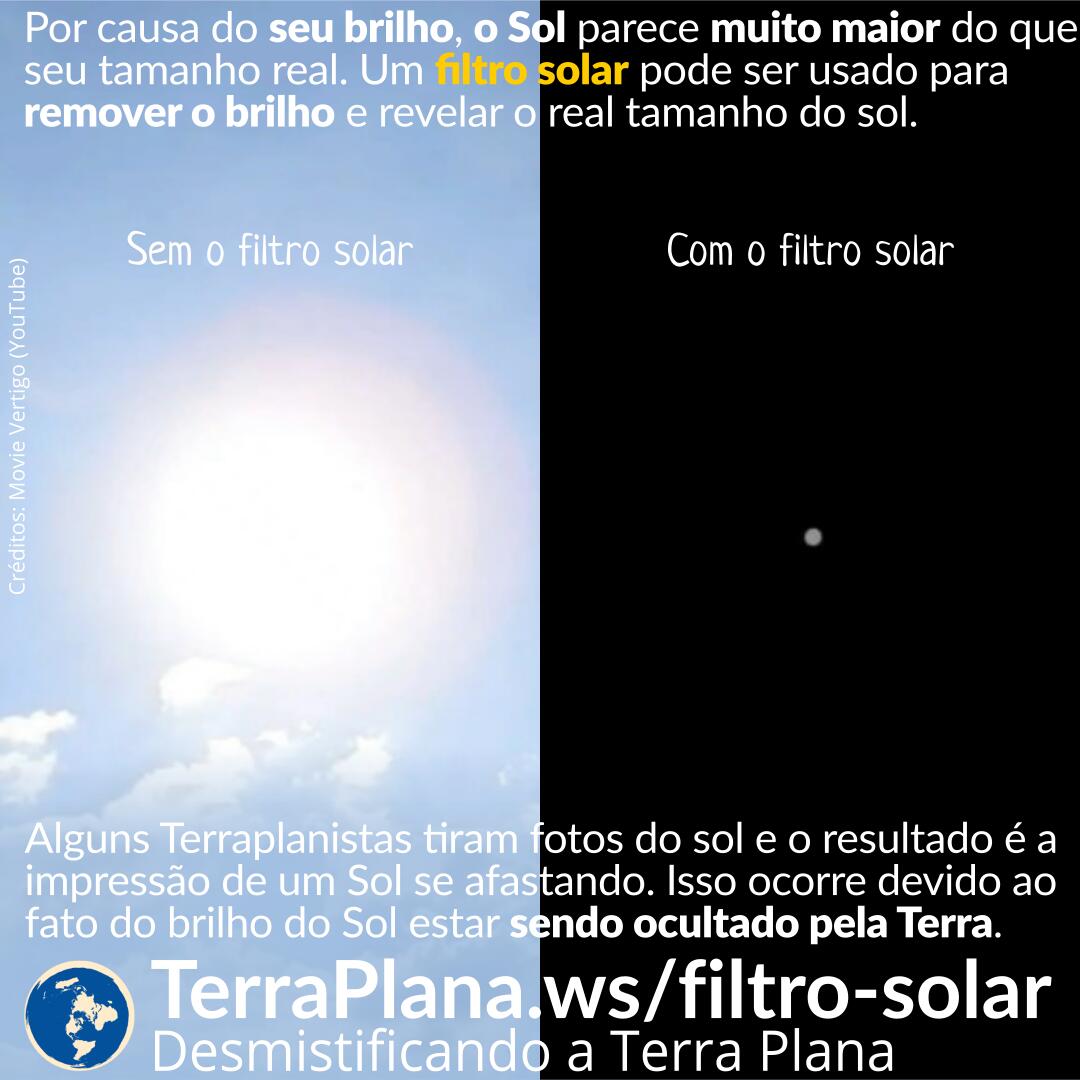 Por causa do seu brilho, o Sol parece muito maior do que
seu tamanho real. Um filtro solar pode ser usado para
remover o brilho e revelar o real tamanho do sol.
Sem o filtro solar
Com o filtro solar
Créditos: Movie Vertigo (YouTube)
Alguns Terraplanistas tiram fotos do sol e o resultado é a
impressão de um Sol se afastando. Isso ocorre devido ao
fato do brilho do Sol estar sendo ocultado pela Terra.
TerraPlana.ws/filtro-solar
Desmistificando a Terra Plana